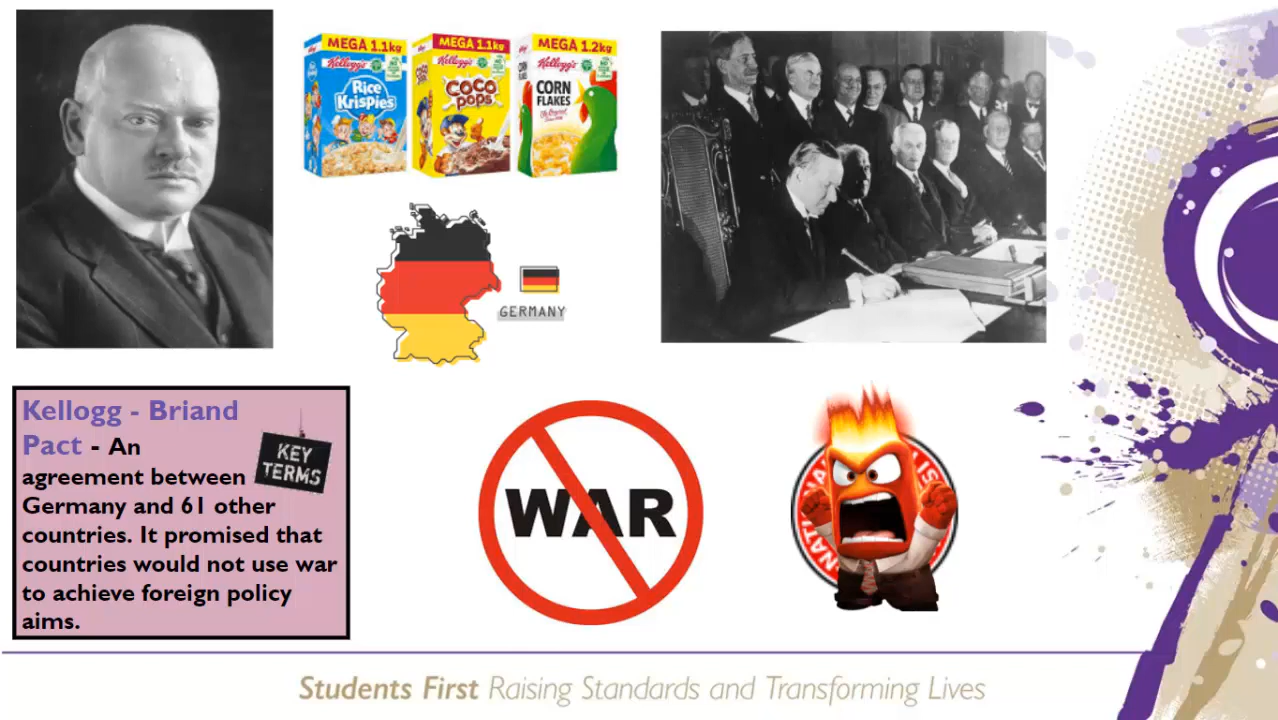 MEGA 1.1kg
Kellogg's
Rice
Krispies
MEGA 1.1kg
Kellogg's
COCO
pops
MEGA 1.2kg
Kellogg's
CORN
FLAKES
GERMANY
Kellogg - Briand
Pact - An
agreement between
Germany and 61 other
countries. It promised that
countries would not use war
to achieve foreign policy
aims.
KEY
TERMS
WAR
Students First Raising Standards and Transforming Lives